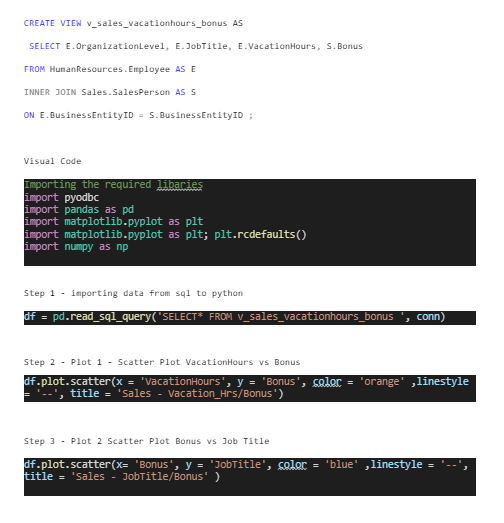 CREATE VIEW v_sales_vacationhours_bonus AS
SELECT E.OrganizationLevel, E.JobTitle, E.VacationHours, S.Bonus
FROM HumanResources.Employee AS E
INNER JOIN Sales.SalesPerson AS S
ON E.BusinessEntityID = S.BusinessEntityID ;
Visual Code
Importing the required libaries
import pyodbc
import pandas as pd
import matplotlib.pyplot as plt
import matplotlib.pyplot as plt; plt.rcdefaults()
import numpy as np
Step 1 - importing data from sql to python
df = pd.read_sql_query('SELECT* FROM v_sales_vacationhours_bonus ', conn)
Step 2 - Plot 1 - Scatter Plot VacationHours vs Bonus
df.plot.scatter(x = 'VacationHours', y = 'Bonus', color = 'orange' ,linestyle
= '--', title = 'Sales - Vacation_Hrs/Bonus')
Step 3 - Plot 2 Scatter Plot Bonus vs Job Title
df.plot.scatter(x= 'Bonus', y = 'JobTitle', color = 'blue' ,linestyle = '--',
title = 'Sales - JobTitle/Bonus' )